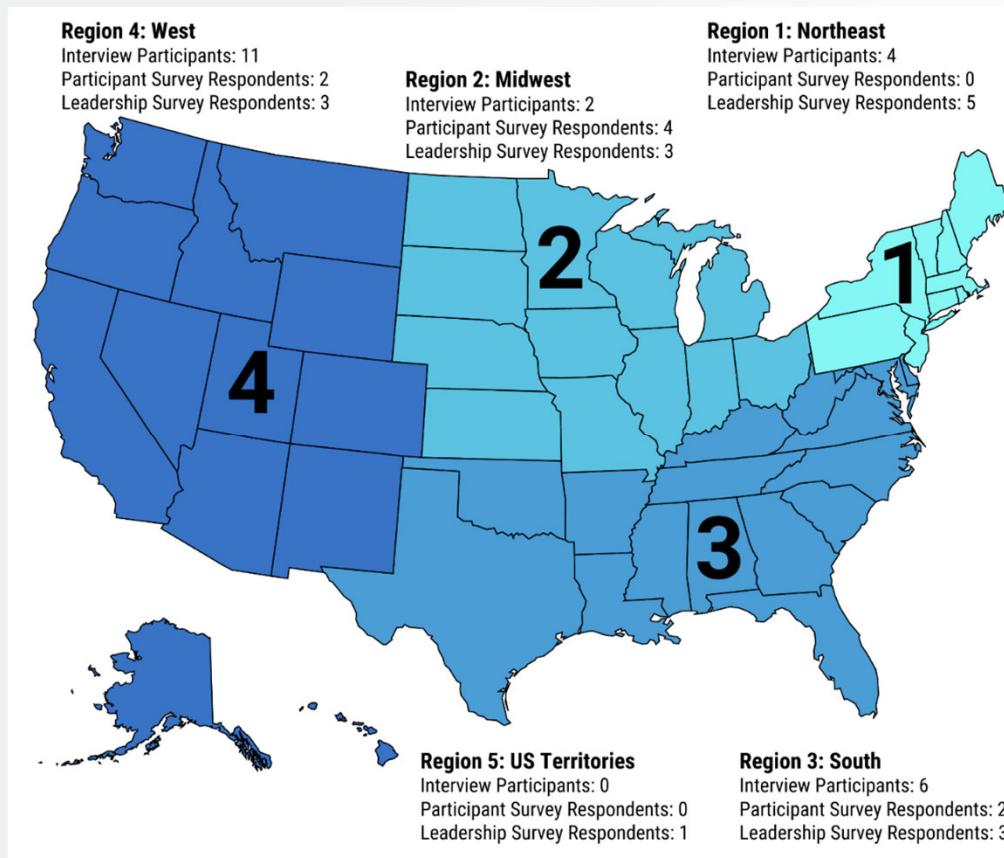 Region 4: West
Interview Participants: 11
Participant Survey Respondents: 2
Leadership Survey Respondents: 3
Region 2: Midwest
Interview Participants: 2
Participant Survey Respondents: 4
Leadership Survey Respondents: 3
Region 1: Northeast
Interview Participants: 4
Participant Survey Respondents: 0
Leadership Survey Respondents: 5
2
1
4
3
Region 5: US Territories
Interview Participants: 0
Participant Survey Respondents: 0
Leadership Survey Respondents: 1
Region 3: South
Interview Participants: 6
Participant Survey Respondents: 2
Leadership Survey Respondents: 3